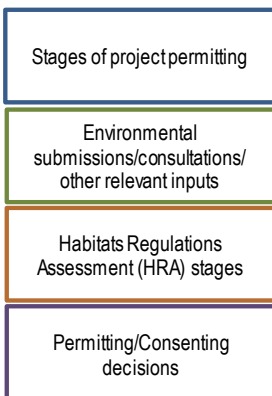 Stages of project permitting
Environmental
submissions/consultations/
other relevant inputs
Habitats Regulations
Assessment (HRA) stages
Permitting/Consenting
decisions